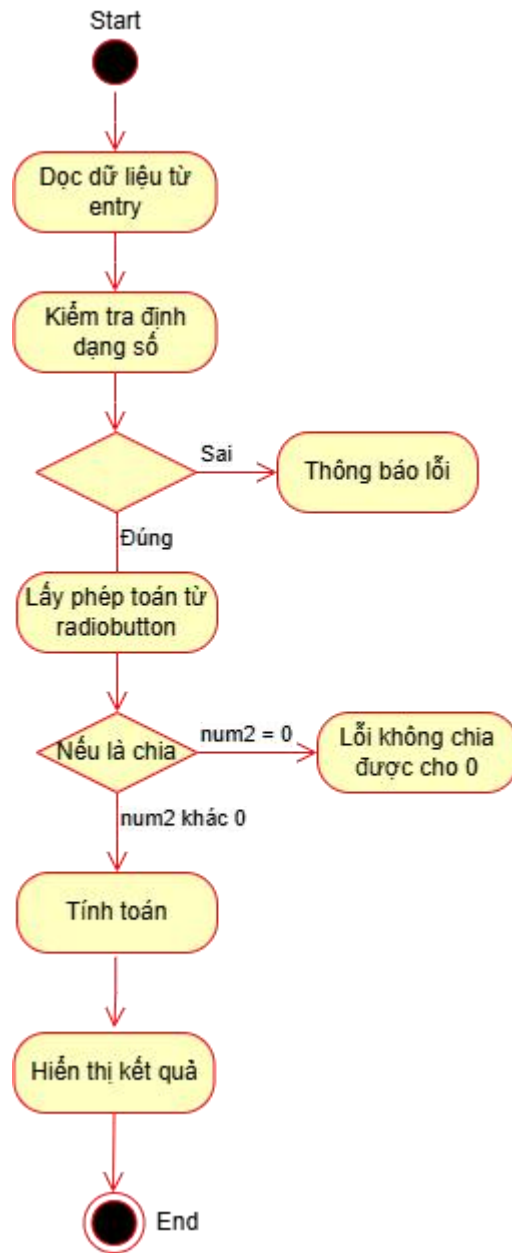 Start
Dọc dữ liệu từ
entry
Kiểm tra định
dạng số
Sai
Thông báo lỗi
Đúng
Lấy phép toán từ
radiobutton
Nếu là chia
num2 = 0
Lỗi không chia
được cho 0
num2 khác 0
Tính toán
Hiển thị kết quả
End